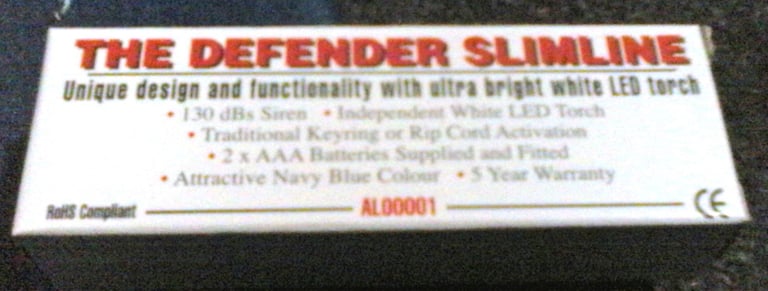 THE DEFENDER SLIMLINE
Unique design and functionality with ultra bright white LED torch
• 130 dBs Siren • Independent White LED Torch
• Traditional Keyring or Rip Cord Activation
• 2 x AAA Batteries Supplied and Fitted
• Attractive Navy Blue Colour • 5 Year Warranty
RoHS Compliant AL00001 CE